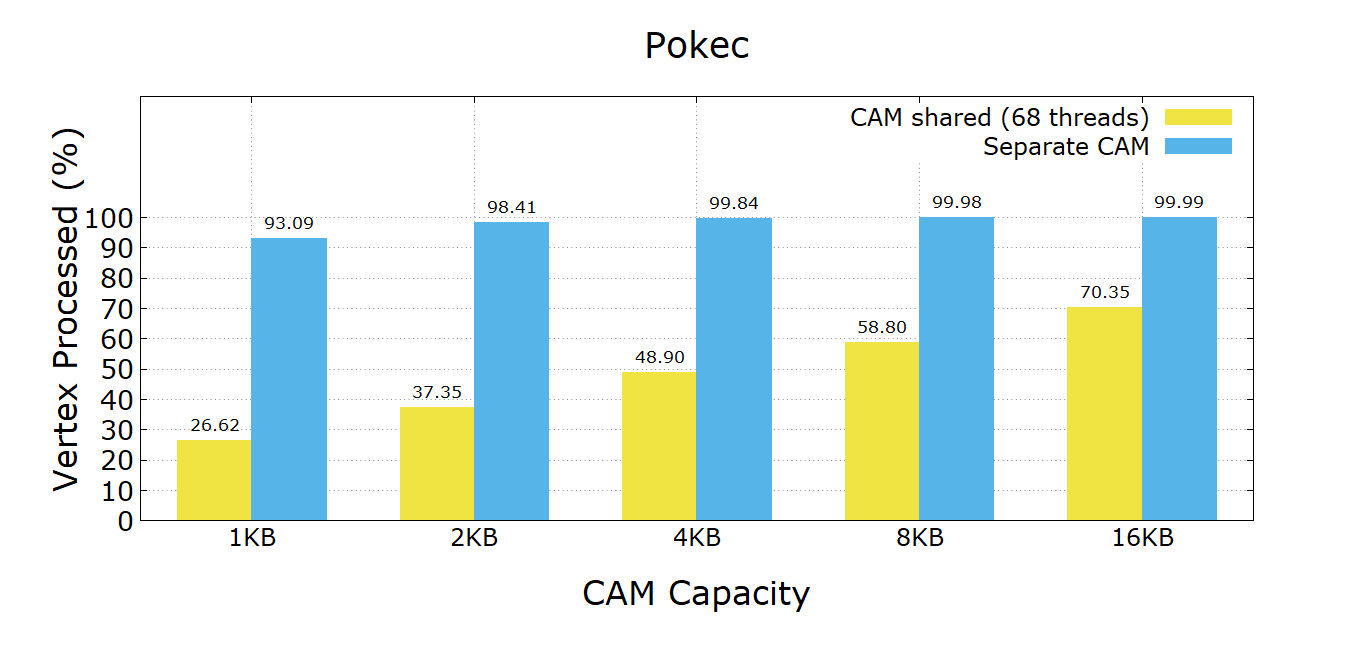 Pokec
CAM shared (68 threads)
Separate CAM
Vertex Processed (%)
100
90
80
70
60
50
40
30
20
10
0
26.62
93.09
37.35
98.41
48.90
99.84
58.80
99.98
70.35
99.99
1KB
2KB
4KB
8KB
16KB
CAM Capacity